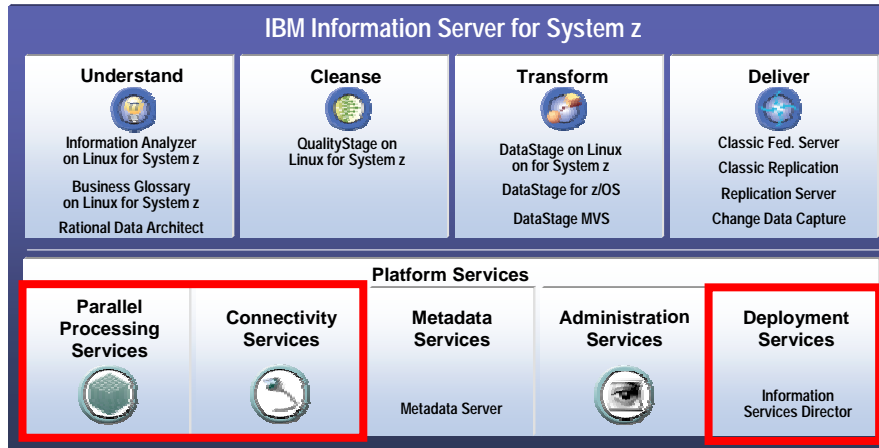 IBM Information Server for System z
Understand
Information Analyzer
on Linux for System z
Business Glossary
on Linux for System z
Rational Data Architect
Cleanse
QualityStage on
Linux for System z
Transform
DataStage on Linux
on for System z
DataStage for z/OS
DataStage MVS
Deliver
Classic Fed. Server
Classic Replication
Replication Server
Change Data Capture
Platform Services
Parallel
Processing
Services
Connectivity
Services
Metadata
Services
Metadata Server
Administration
Services
Deployment
Services
Information
Services Director